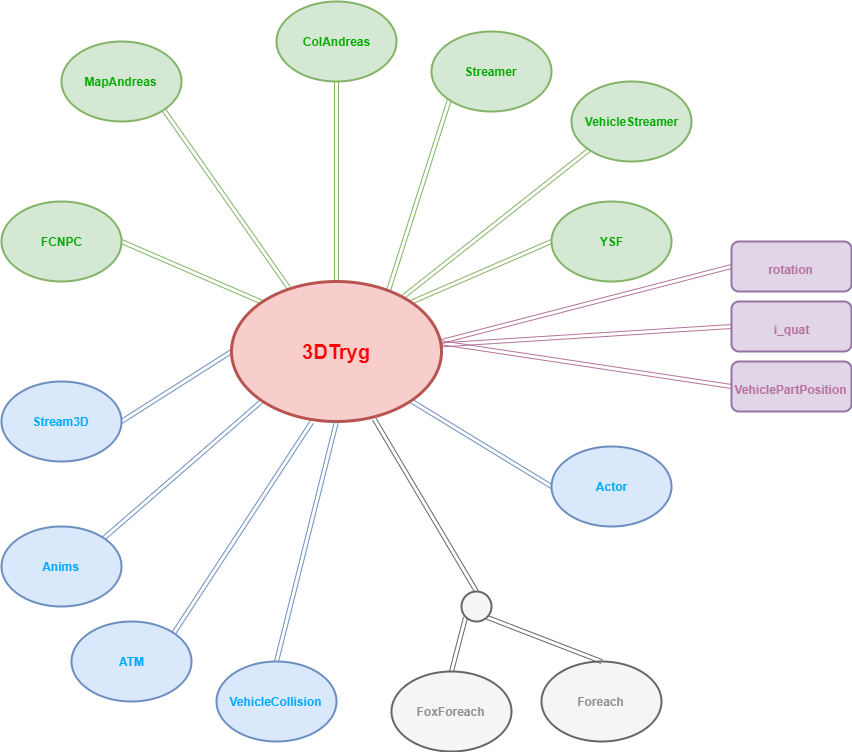 ColAndreas
MapAndreas
Streamer
VehicleStreamer
FCNPC
YSF
rotation
i_quat
3DTryg
VehiclePartPosition
Stream3D
Actor
Anims
ATM
VehicleCollision
FoxForeach
Foreach